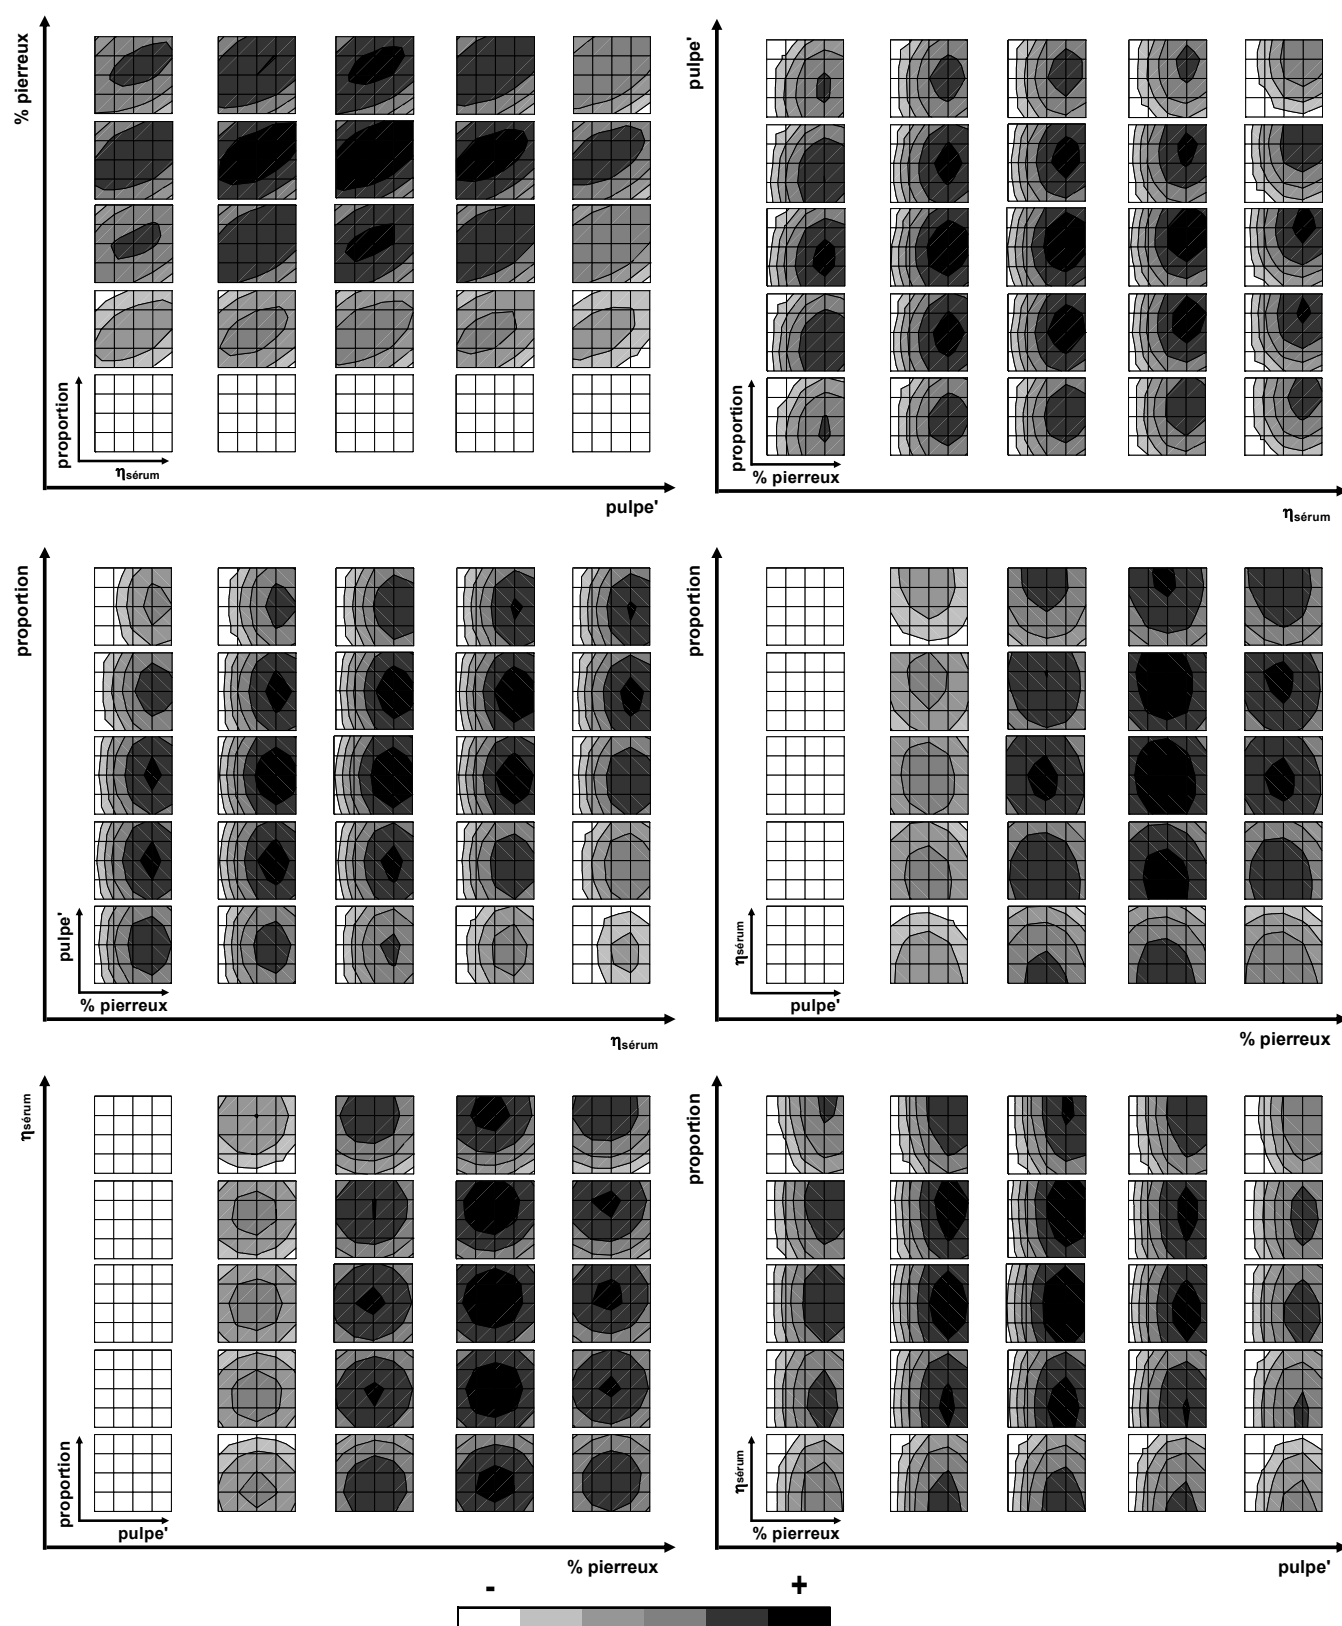 % pierreux
proportion
ηsérum
pulpe'
pulpe'
proportion
% pierreux
ηsérum
proportion
pulpe'
% pierreux
ηsérum
proportion
ηsérum
pulpe'
% pierreux
ηsérum
proportion
pulpe'
% pierreux
proportion
ηsérum
% pierreux
pulpe'
- +